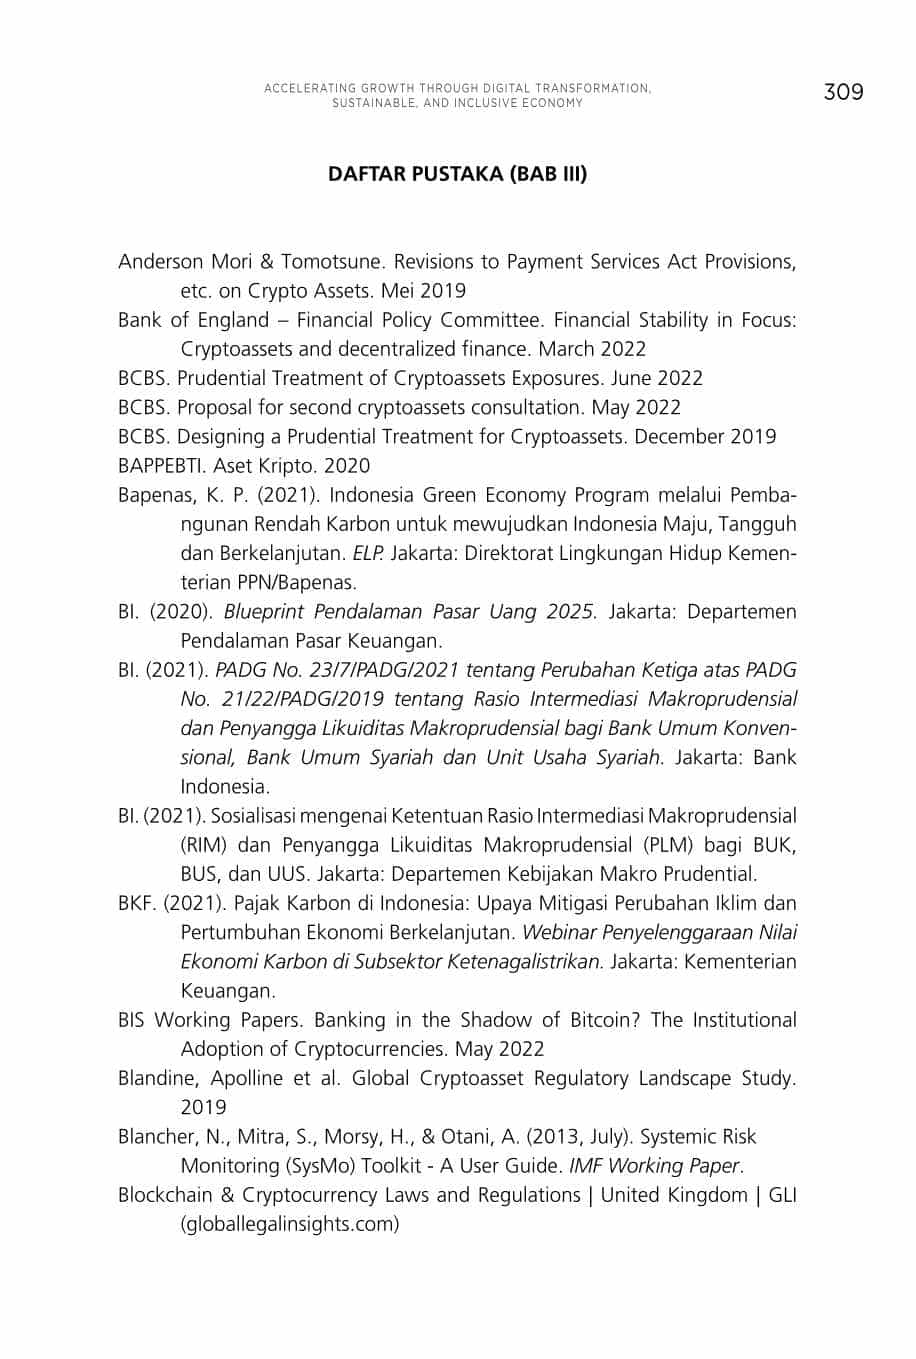 ACCELERATING GROWTH THROUGH DIGITAL TRANSFORMATION,
SUSTAINABLE, AND INCLUSIVE ECONOMY
309
DAFTAR PUSTAKA (BAB III)
Anderson Mori & Tomotsune. Revisions to Payment Services Act Provisions,
etc. on Crypto Assets. Mei 2019
Bank of England – Financial Policy Committee. Financial Stability in Focus:
Cryptoassets and decentralized finance. March 2022
BCBS. Prudential Treatment of Cryptoassets Exposures. June 2022
BCBS. Proposal for second cryptoassets consultation. May 2022
BCBS. Designing a Prudential Treatment for Cryptoassets. December 2019
BAPPEBTI. Aset Kripto. 2020
Bapenas, K. P. (2021). Indonesia Green Economy Program melalui Pemba-
ngunan Rendah Karbon untuk mewujudkan Indonesia Maju, Tangguh
dan Berkelanjutan. ELP. Jakarta: Direktorat Lingkungan Hidup Kemen-
terian PPN/Bapenas.
BI. (2020). Blueprint Pendalaman Pasar Uang 2025. Jakarta: Departemen
Pendalaman Pasar Keuangan.
BI. (2021). PADG No. 23/7/PADG/2021 tentang Perubahan Ketiga atas PADG
No. 21/22/PADG/2019 tentang Rasio Intermediasi Makroprudensial
dan Penyangga Likuiditas Makroprudensial bagi Bank Umum Konven-
sional, Bank Umum Syariah dan Unit Usaha Syariah. Jakarta: Bank
Indonesia.
BI. (2021). Sosialisasi mengenai Ketentuan Rasio Intermediasi Makroprudensial
(RIM) dan Penyangga Likuiditas Makroprudensial (PLM) bagi BUK,
BUS, dan UUS. Jakarta: Departemen Kebijakan Makro Prudential.
BKF. (2021). Pajak Karbon di Indonesia: Upaya Mitigasi Perubahan Iklim dan
Pertumbuhan Ekonomi Berkelanjutan. Webinar Penyelenggaraan Nilai
Ekonomi Karbon di Subsektor Ketenagalistrikan. Jakarta: Kementerian
Keuangan.
BIS Working Papers. Banking in the Shadow of Bitcoin? The Institutional
Adoption of Cryptocurrencies. May 2022
Blandine, Apolline et al. Global Cryptoasset Regulatory Landscape Study.
2019
Blancher, N., Mitra, S., Morsy, H., & Otani, A. (2013, July). Systemic Risk
Monitoring (SysMo) Toolkit - A User Guide. IMF Working Paper.
Blockchain & Cryptocurrency Laws and Regulations | United Kingdom | GLI
(globallegalinsights.com)